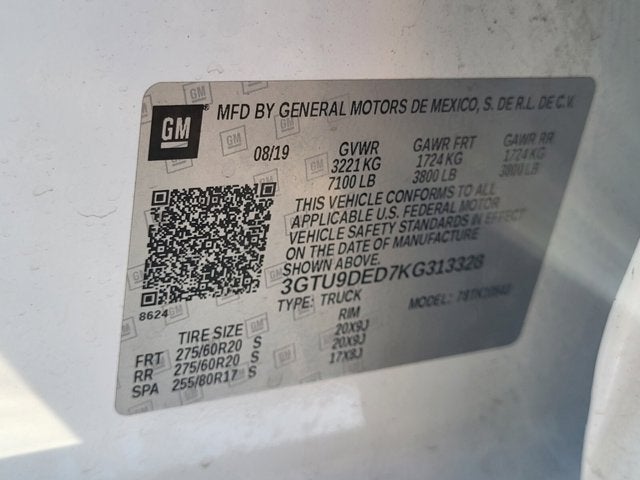 GM ® MFD BY GENERAL MOTORS DE MEXICO, S. DE R.L. DE C.V.
08/19 GVWR GAWR FRT GAWR RR
3221 KG 1724 KG 1724 KG
7100 LB 3800 LB 3800 LB
THIS VEHICLE CONFORMS TO ALL
APPLICABLE U.S. FEDERAL MOTOR
VEHICLE SAFETY STANDARDS IN EFFECT
ON THE DATE OF MANUFACTURE
SHOWN ABOVE.
3GTU9DED7KG313328
8624 TYPE: TRUCK MODEL:
TIRE SIZE RIM
FRT 275/60R20 S 20X9J
RR 275/60R20 S 20X9J
SPA 255/80R17 S 17X8J